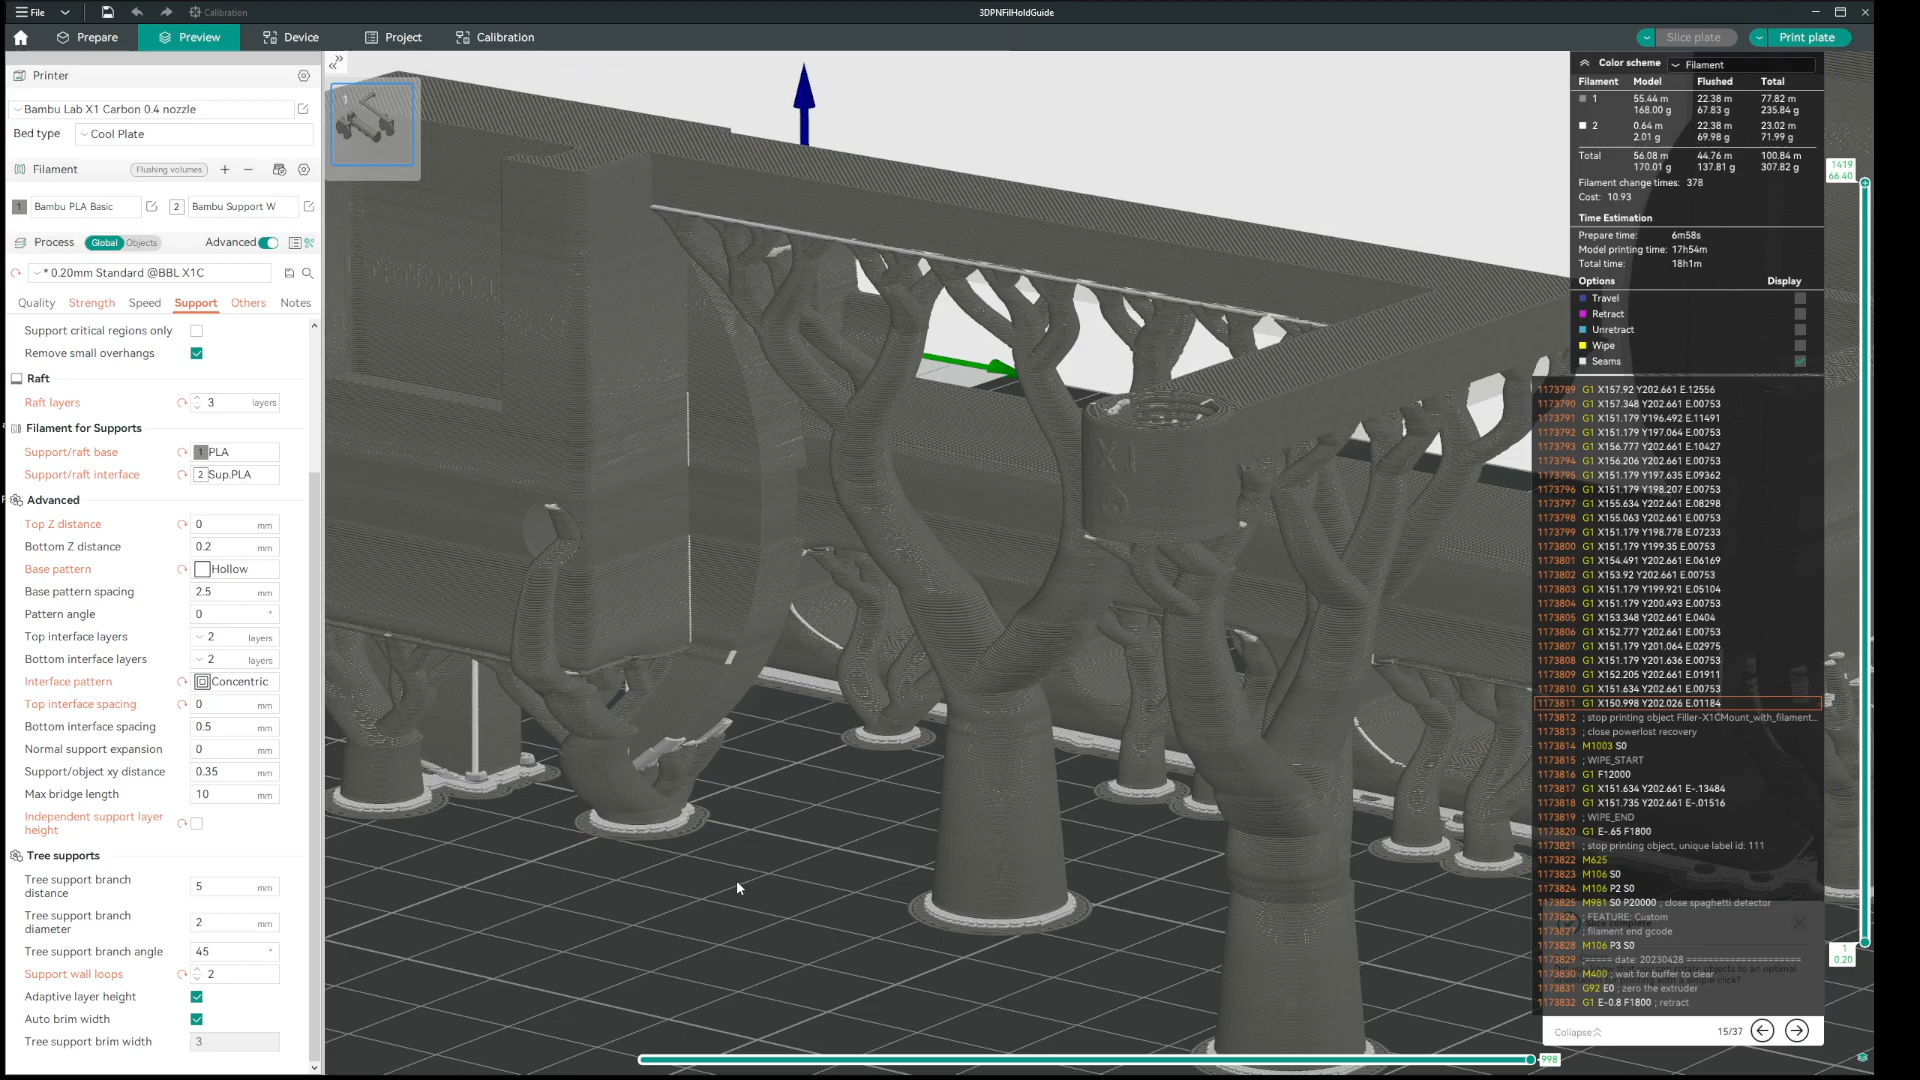 File
Calibration
3DPNFilHoldGuide
Prepare
Preview
Device
Project
Calibration
Slice plate
Print plate
Printer
Bambu Lab X1 Carbon 0.4 nozzle
Bed type
Cool Plate
Filament
Flushing volumes
1 Bambu PLA Basic
2 Bambu Support W
Process
Global
Objects
Advanced
* 0.20mm Standard @BBL X1C
Quality
Strength
Speed
Support
Others
Notes
Support critical regions only
Remove small overhangs
Raft
Raft layers 3 layers
Filament for Supports
Support/raft base 1 PLA
Support/raft interface 2 Sup.PLA
Advanced
Top Z distance 0 mm
Bottom Z distance 0.2 mm
Base pattern Hollow
Base pattern spacing 2.5 mm
Pattern angle 0 °
Top interface layers 2 layers
Bottom interface layers 2 layers
Interface pattern Concentric
Top interface spacing 0 mm
Bottom interface spacing 0.5 mm
Normal support expansion 0 mm
Support/object xy distance 0.35 mm
Max bridge length 10 mm
Independent support layer
height
Tree supports
Tree support branch
distance 5 mm
Tree support branch
diameter 2 mm
Tree support branch angle 45 °
Support wall loops 2
Adaptive layer height
Auto brim width
Tree support brim width 3
1
X1
Color scheme Filament
Filament Model Flushed Total
1 55.44 m 22.38 m 77.82 m
168.00 g 67.83 g 235.84 g
2 0.64 m 22.38 m 23.02 m
2.01 g 69.98 g 71.99 g
Total 56.08 m 44.76 m 100.84 m
170.01 g 137.81 g 307.82 g
Filament change times: 378
Cost: 10.93
Time Estimation
Prepare time: 6m58s
Model printing time: 17h54m
Total time: 18h1m
Options Display
Travel
Retract
Unretract
Wipe
Seams
1173789 G1 X157.92 Y202.661 E.12556
1173790 G1 X157.348 Y202.661 E.00753
1173791 G1 X151.179 Y196.492 E.11491
1173792 G1 X151.179 Y197.064 E.00753
1173793 G1 X156.777 Y202.661 E.10427
1173794 G1 X156.206 Y202.661 E.00753
1173795 G1 X151.179 Y197.635 E.09362
1173796 G1 X151.179 Y198.207 E.00753
1173797 G1 X155.634 Y202.661 E.08298
1173798 G1 X155.063 Y202.661 E.00753
1173799 G1 X151.179 Y198.778 E.07233
1173800 G1 X151.179 Y199.35 E.00753
1173801 G1 X154.491 Y202.661 E.06169
1173802 G1 X153.92 Y202.661 E.00753
1173803 G1 X151.179 Y199.921 E.05104
1173804 G1 X151.179 Y200.493 E.00753
1173805 G1 X153.348 Y202.661 E.0404
1173806 G1 X152.777 Y202.661 E.00753
1173807 G1 X151.179 Y201.064 E.02975
1173808 G1 X151.179 Y201.636 E.00753
1173809 G1 X152.205 Y202.661 E.01911
1173810 G1 X151.634 Y202.661 E.00753
1173811 G1 X150.998 Y202.026 E.01184
1173812 ; stop printing object Filler-X1CMount_with_filament...
1173813 ; close powerlost recovery
1173814 M1003 S0
1173815 ; WIPE_START
1173816 G1 F12000
1173817 G1 X151.634 Y202.661 E-.13484
1173818 G1 X151.735 Y202.661 E-.01516
1173819 ; WIPE_END
1173820 G1 E-.65 F1800
1173821 ; stop printing object, unique label id: 111
1173822 M625
1173823 M106 S0
1173824 M106 P2 S0
1173825 M981 S0 P20000 ; close spaghetti detector
1173826 ; FEATURE: Custom
1173827 ; filament end gcode
1173828 M106 P3 S0
1173829 ;===== date: 20230428 =====================
1173830 M400 ; wait for buffer to clear
1173831 G92 E0 ; zero the extruder
1173832 G1 E-0.8 F1800 ; retract
Collapse
15/37
1419
66.40
1
0.20
998